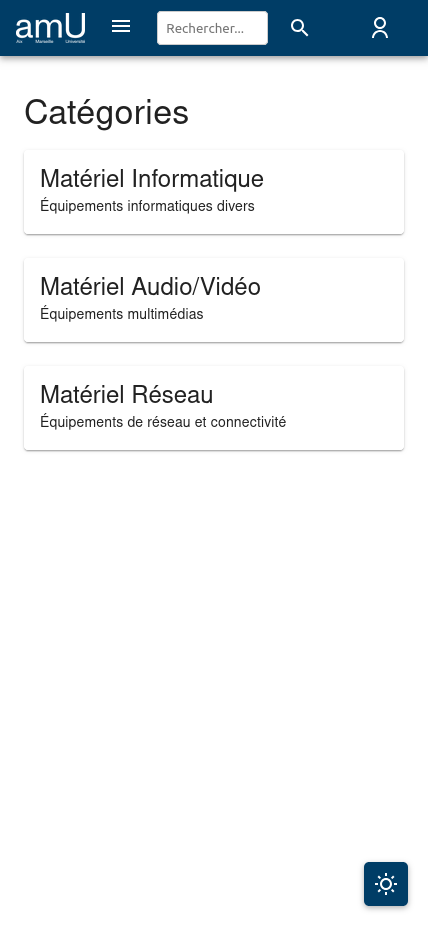 amU
Aix Marseille Université
Rechercher...
Catégories
Matériel Informatique
Équipements informatiques divers
Matériel Audio/Vidéo
Équipements multimédias
Matériel Réseau
Équipements de réseau et connectivité